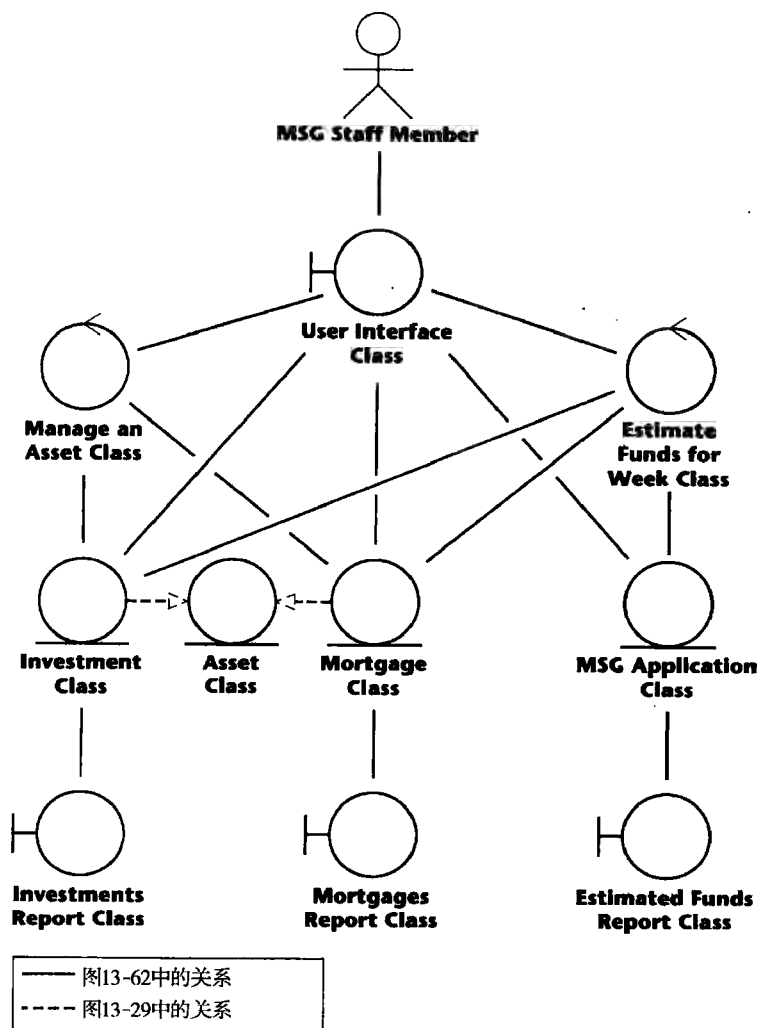 MSG Staff Member
User Interface
Class
Manage an
Asset Class
Estimate
Funds for
Week Class
Investment
Class
Asset
Class
Mortgage
Class
MSG Application
Class
Investments
Report Class
Mortgages
Report Class
Estimated Funds
Report Class
图13-62中的关系
图13-29中的关系